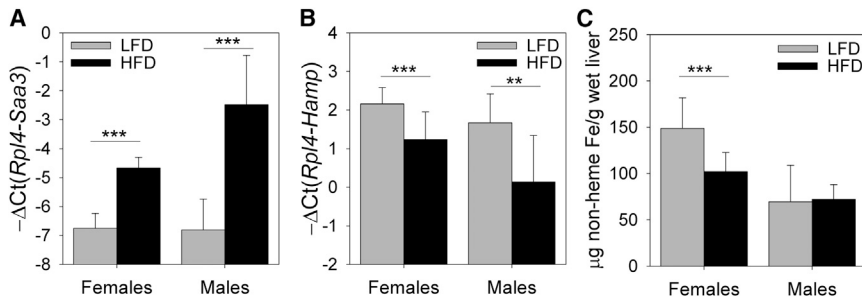 A
−ΔCt(Rpl4-Saa3)
-0
-1
-2
-3
-4
-5
-6
-7
-8
LFD
HFD
***
***
Females Males
B
−ΔCt(Rpl4-Hamp)
4
3
2
1
0
-1
-2
LFD
HFD
***
**
Females Males
C
µg non-heme Fe/g wet liver
250
200
150
100
50
0
LFD
HFD
***
Females Males